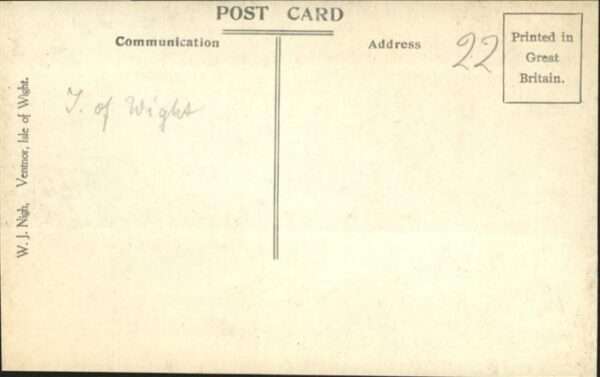 POST CARD
Communication
Address
22
Printed in
Great
Britain.
I. of Wight
W. J. Nigh, Ventnor, Isle of Wight.